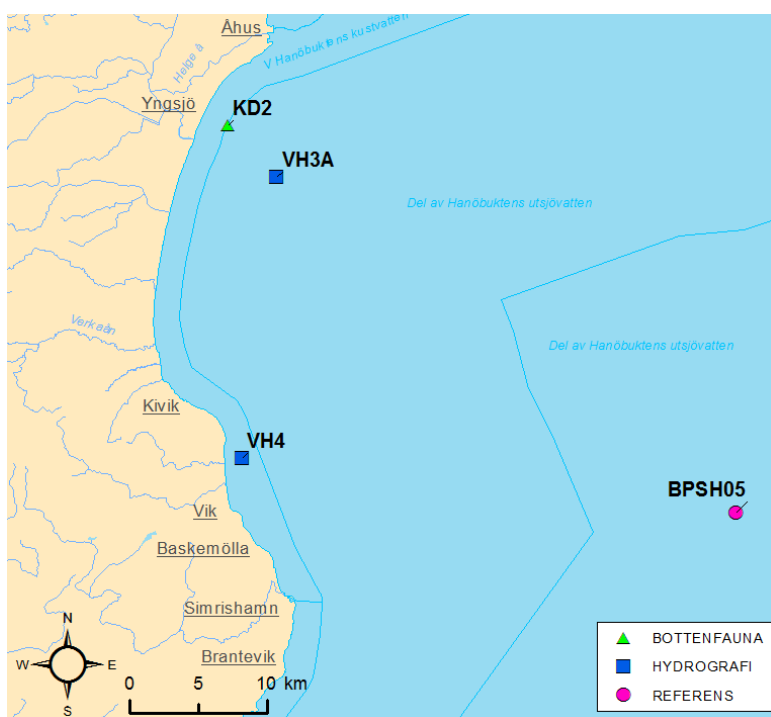 Åhus
V Hanöbuktens kustvatten
Helge å
Yngsjö
KD2
VH3A
Del av Hanöbuktens utsjövatten
Verkaån
Del av Hanöbuktens utsjövatten
Kivik
VH4
BPSH05
Vik
Baskemölla
Simrishamn
Brantevik
N
W E
S
0 5 10 km
BOTTENFAUNA
HYDROGRAFI
REFERENS